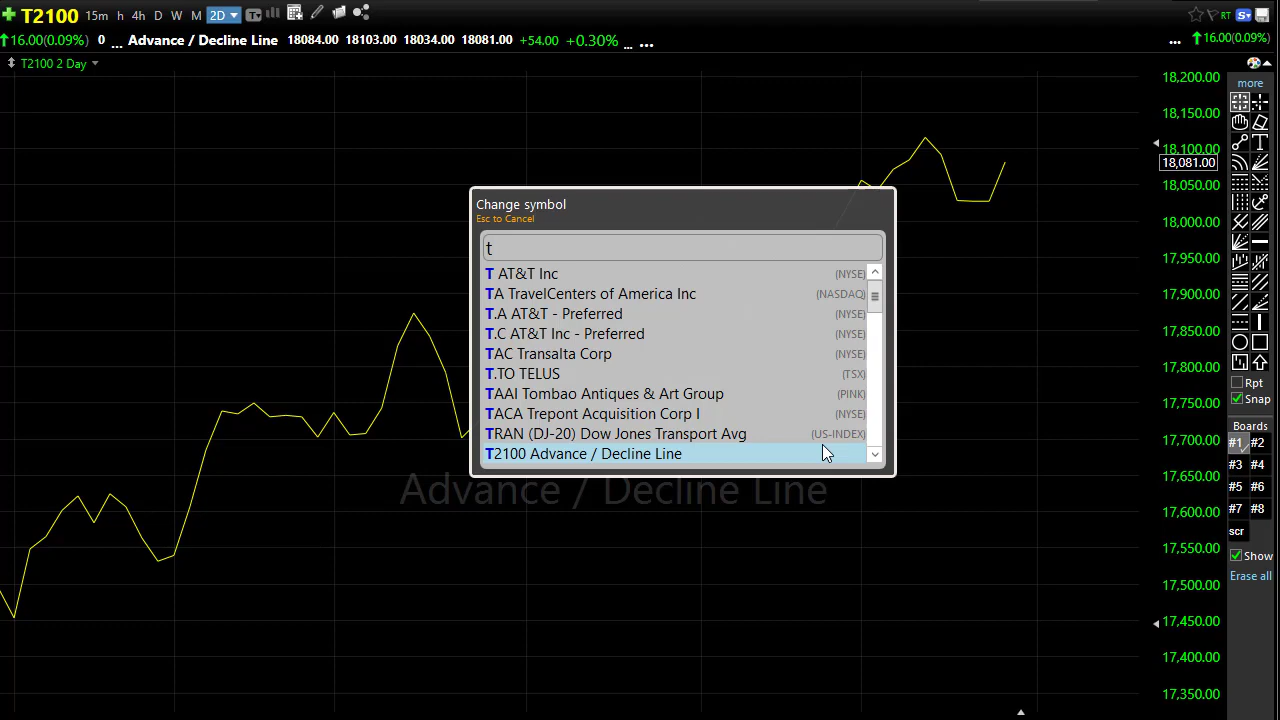 T2100 15m h 4h D W M 2D T RT S
16.00(0.09%) 0 ... Advance / Decline Line 18084.00 18103.00 18034.00 18081.00 +54.00 +0.30% ... ... ... 16.00(0.09%)
T2100 2 Day
more
18,200.00
18,150.00
18,100.00
18,081.00
18,050.00
18,000.00
17,950.00
17,900.00
17,850.00
17,800.00
17,750.00
17,700.00
17,650.00
17,600.00
17,550.00
17,500.00
17,450.00
17,400.00
17,350.00
Change symbol
Esc to Cancel
t
T AT&T Inc (NYSE)
TA TravelCenters of America Inc (NASDAQ)
T.A AT&T - Preferred (NYSE)
T.C AT&T Inc - Preferred (NYSE)
TAC Transalta Corp (NYSE)
T.TO TELUS (TSX)
TAAI Tombao Antiques & Art Group (PINK)
TACA Trepont Acquisition Corp I (NYSE)
TRAN (DJ-20) Dow Jones Transport Avg (US-INDEX)
T2100 Advance / Decline Line
Advance / Decline Line
T
Rpt
Snap
Boards
#1 #2
#3 #4
#5 #6
#7 #8
scr
Show
Erase all